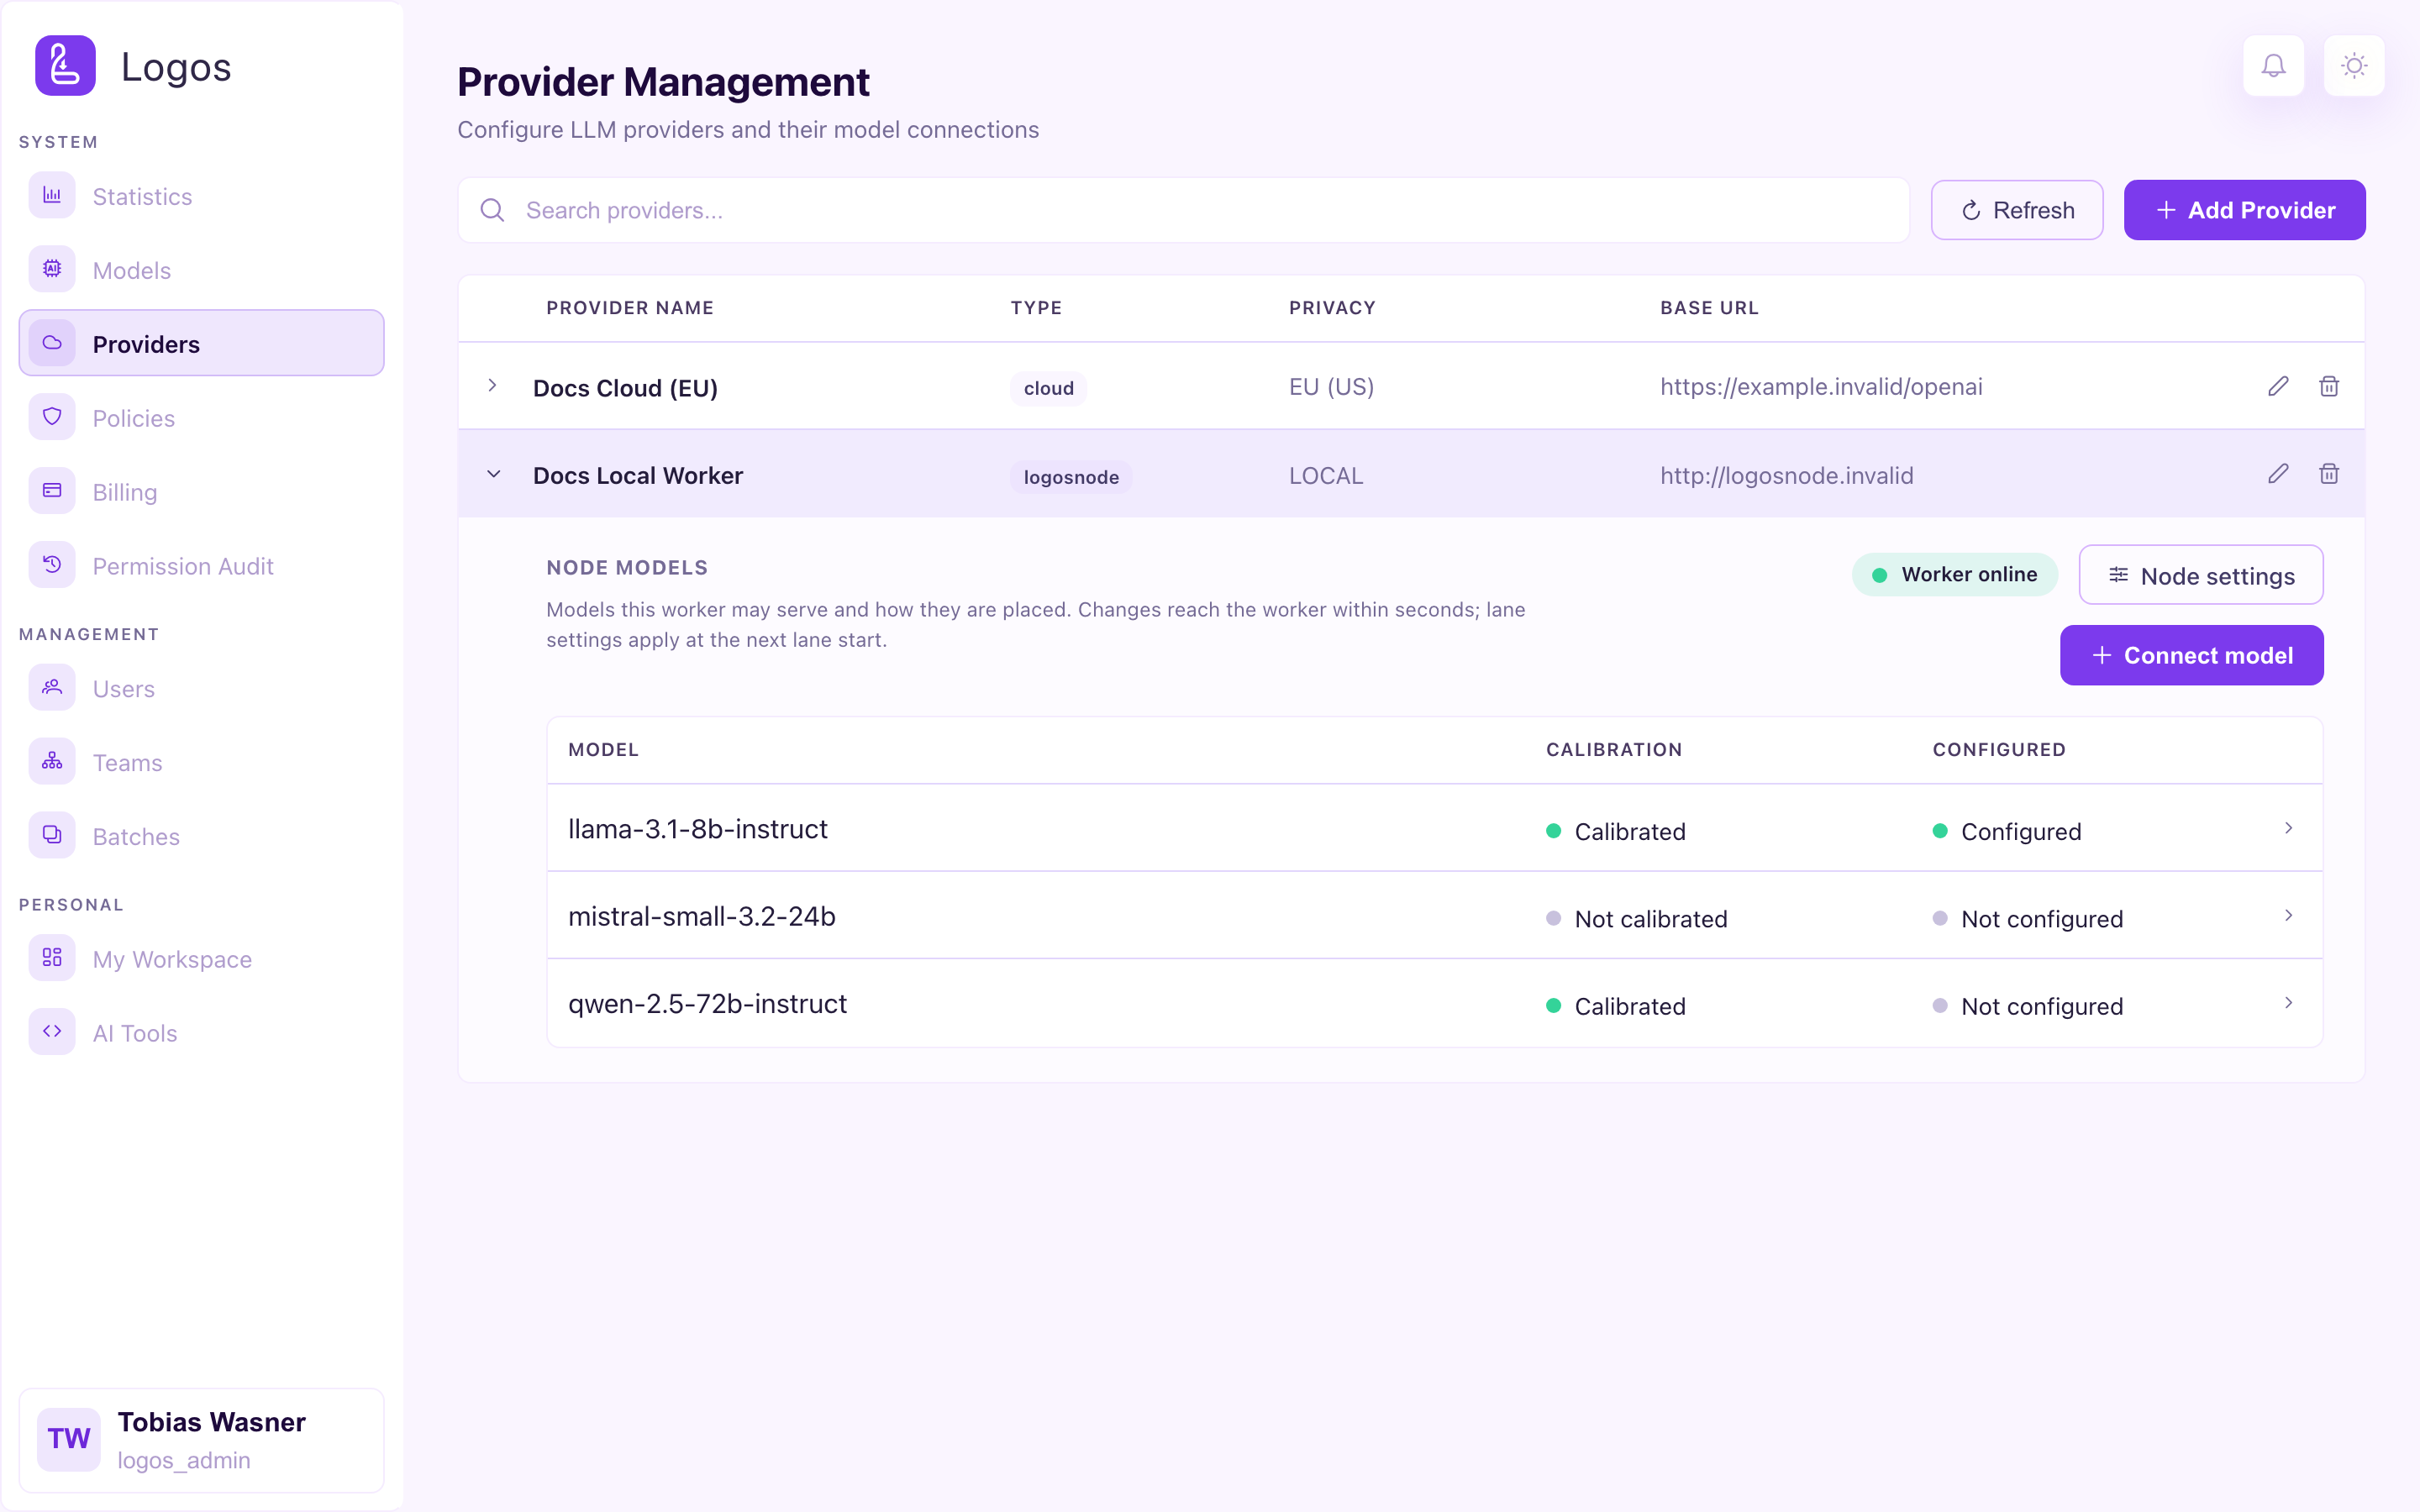 Logos
SYSTEM
Statistics
Models
Providers
Policies
Billing
Permission Audit
MANAGEMENT
Users
Teams
Batches
PERSONAL
My Workspace
AI Tools
TW
Tobias Wasner
logos_admin
Provider Management
Configure LLM providers and their model connections
Search providers...
Refresh
Add Provider
PROVIDER NAME TYPE PRIVACY BASE URL
Docs Cloud (EU) cloud EU (US) https://example.invalid/openai
Docs Local Worker logosnode LOCAL http://logosnode.invalid
NODE MODELS
Models this worker may serve and how they are placed. Changes reach the worker within seconds; lane
settings apply at the next lane start.
Worker online
Node settings
Connect model
MODEL CALIBRATION CONFIGURED
llama-3.1-8b-instruct Calibrated Configured
mistral-small-3.2-24b Not calibrated Not configured
qwen-2.5-72b-instruct Calibrated Not configured